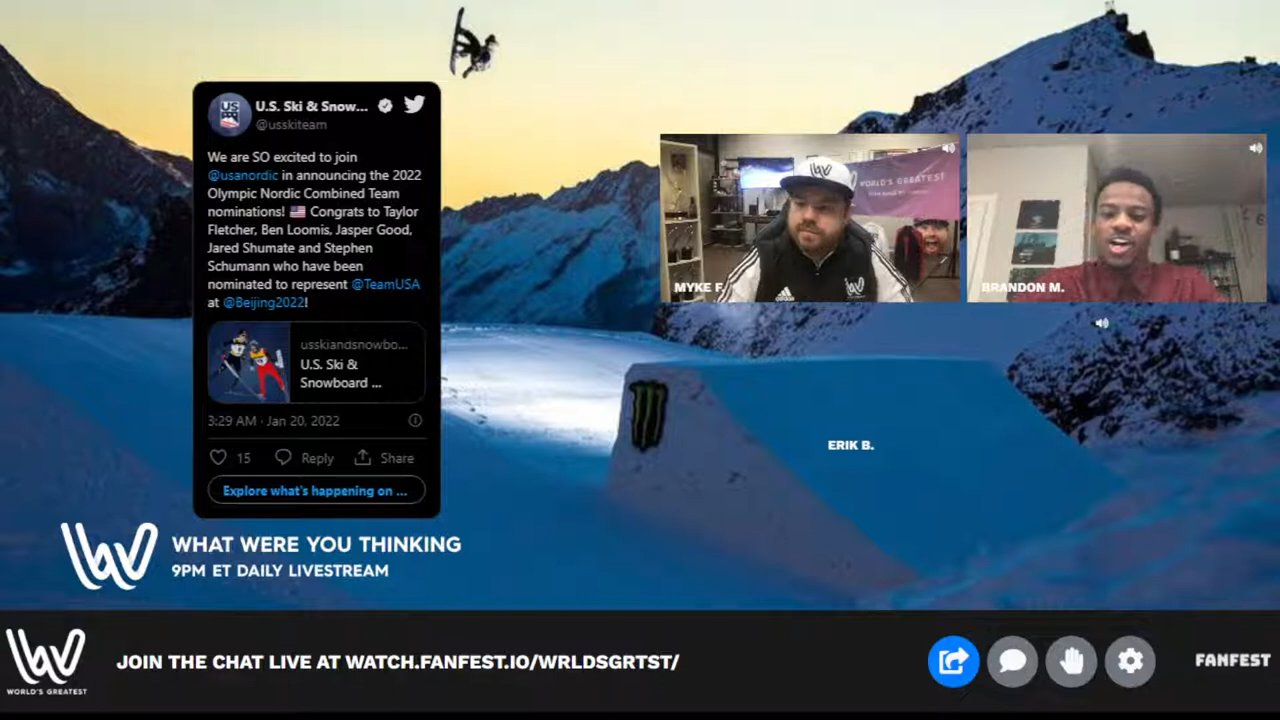 U.S. Ski & Snow...
@usskiteam
We are SO excited to join
@usanordic in announcing the 2022
Olympic Nordic Combined Team
nominations! 🇺🇸 Congrats to Taylor
Fletcher, Ben Loomis, Jasper Good,
Jared Shumate and Stephen
Schumann who have been
nominated to represent @TeamUSA
at @Beijing2022!
usskiandsnowbo...
U.S. Ski &
Snowboard ...
3:29 AM · Jan 20, 2022
15 Reply Share
Explore what's happening on ...
WORLD'S GREATEST
MYKE F.
adidas
BRANDON M.
ERIK B.
WHAT WERE YOU THINKING
9PM ET DAILY LIVESTREAM
WORLD'S GREATEST
JOIN THE CHAT LIVE AT WATCH.FANFEST.IO/WRLDSGRTST/
FANFEST